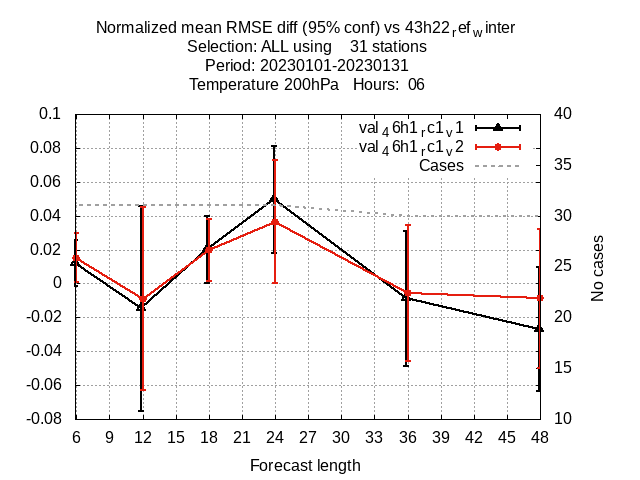 Normalized mean RMSE diff (95% conf) vs 43h22refwinter
Selection: ALL using 31 stations
Period: 20230101-20230131
Temperature 200hPa Hours: 06
0.1
0.08
0.06
0.04
0.02
0
-0.02
-0.04
-0.06
-0.08
val46h1rc1v1
val46h1rc1v2
Cases
40
35
30
25
20
15
10
No cases
6 9 12 15 18 21 24 27 30 33 36 39 42 45 48
Forecast length